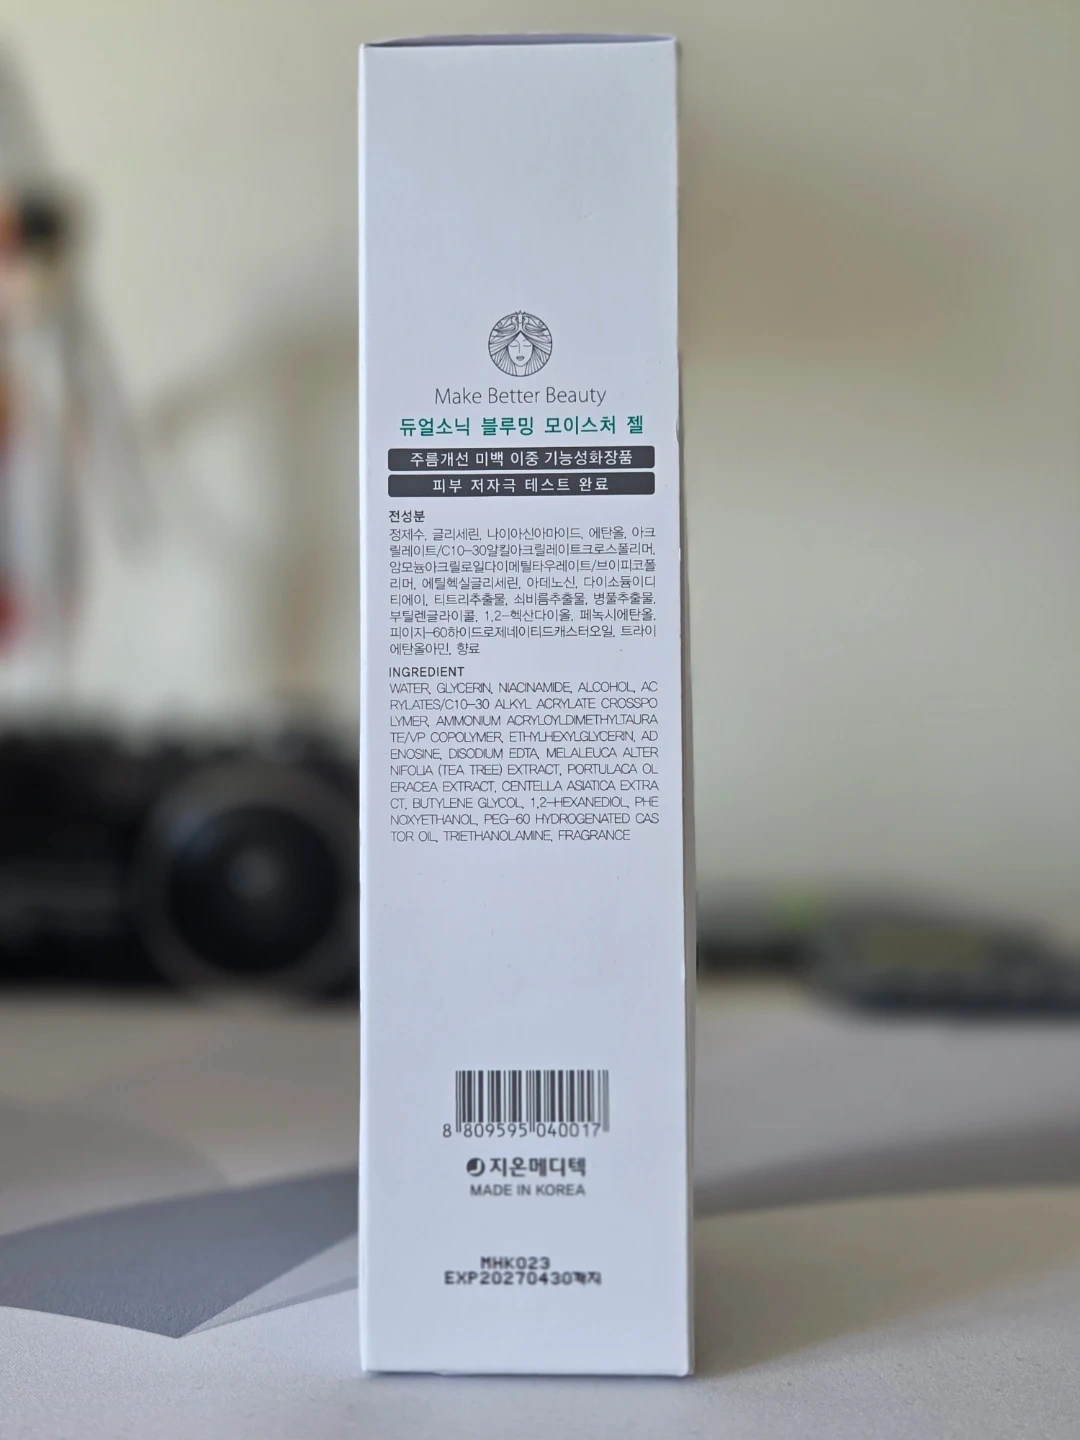 Make Better Beauty
듀얼소닉 블루밍 모이스처 젤
주름개선 미백 이중 기능성화장품
피부 저자극 테스트 완료
전성분
정제수, 글리세린, 나이아신아마이드, 에탄올, 아크
릴레이트/C10-30알킬아크릴레이트크로스폴리머,
암모늄아크릴로일다이메틸타우레이트/브이피코폴
리머, 에틸헥실글리세린, 아데노신, 다이소듐이디
티에이, 티트리추출물, 쇠비름추출물, 병풀추출물,
부틸렌글라이콜, 1,2-헥산다이올, 페녹시에탄올,
피이지-60하이드로제네이티드캐스터오일, 트라이
에탄올아민, 향료
INGREDIENT
WATER, GLYCERIN, NIACINAMIDE, ALCOHOL, AC
RYLATES/C10-30 ALKYL ACRYLATE CROSSPO
LYMER, AMMONIUM ACRYLOYLDIMETHYLTAURA
TE/VP COPOLYMER, ETHYLHEXYLGLYCERIN, AD
ENOSINE, DISODIUM EDTA, MELALEUCA ALTER
NIFOLIA (TEA TREE) EXTRACT, PORTULACA OL
ERACEA EXTRACT, CENTELLA ASIATICA EXTRA
CT, BUTYLENE GLYCOL, 1,2-HEXANEDIOL, PHE
NOXYETHANOL, PEG-60 HYDROGENATED CAS
TOR OIL, TRIETHANOLAMINE, FRAGRANCE
8 809595 040017
지온메디텍
MADE IN KOREA
MHK023
EXP20270430까지